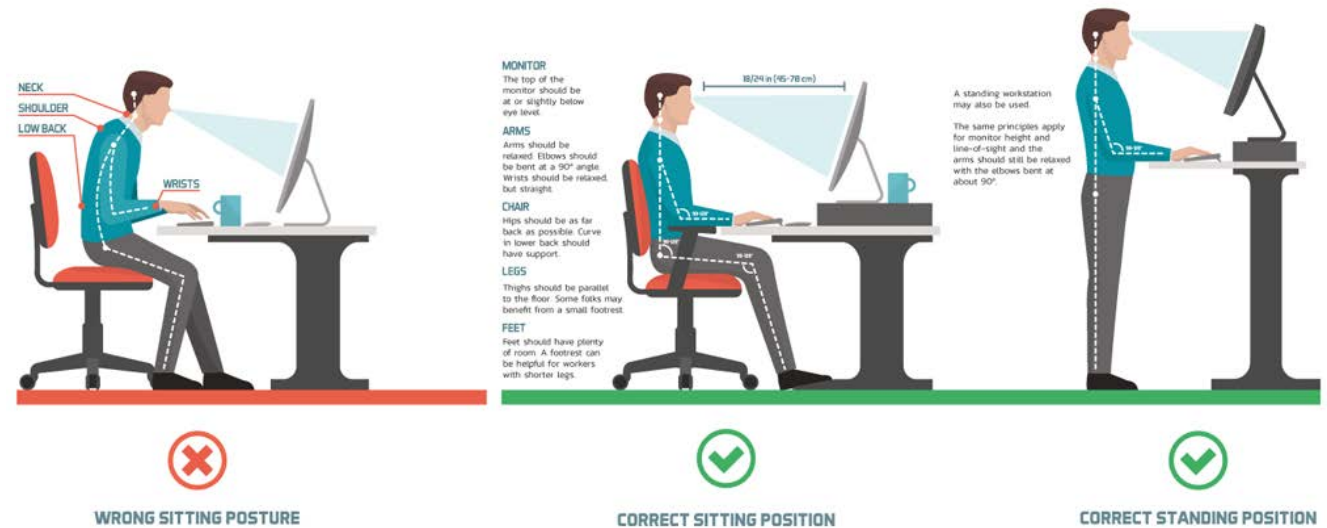 NECK
SHOULDER
LOW BACK
WRISTS
WRONG SITTING POSTURE
MONITOR
The top of the
monitor should be
at or slightly below
eye level.
ARMS
Arms should be
relaxed. Elbows should
be bent at a 90° angle.
Wrists should be relaxed,
but straight.
CHAIR
Hips should be as far
back as possible. Curve
in lower back should
have support.
LEGS
Thighs should be parallel
to the floor. Some folks may
benefit from a small footrest.
FEET
Feet should have plenty
of room. A footrest can
be helpful for workers
with shorter legs.
18/24 in (45-70 cm)
CORRECT SITTING POSITION
A standing workstation
may also be used.
The same principles apply
for monitor height and
line-of-sight and the
arms should still be relaxed
with the elbows bent at
about 90°.
CORRECT STANDING POSITION